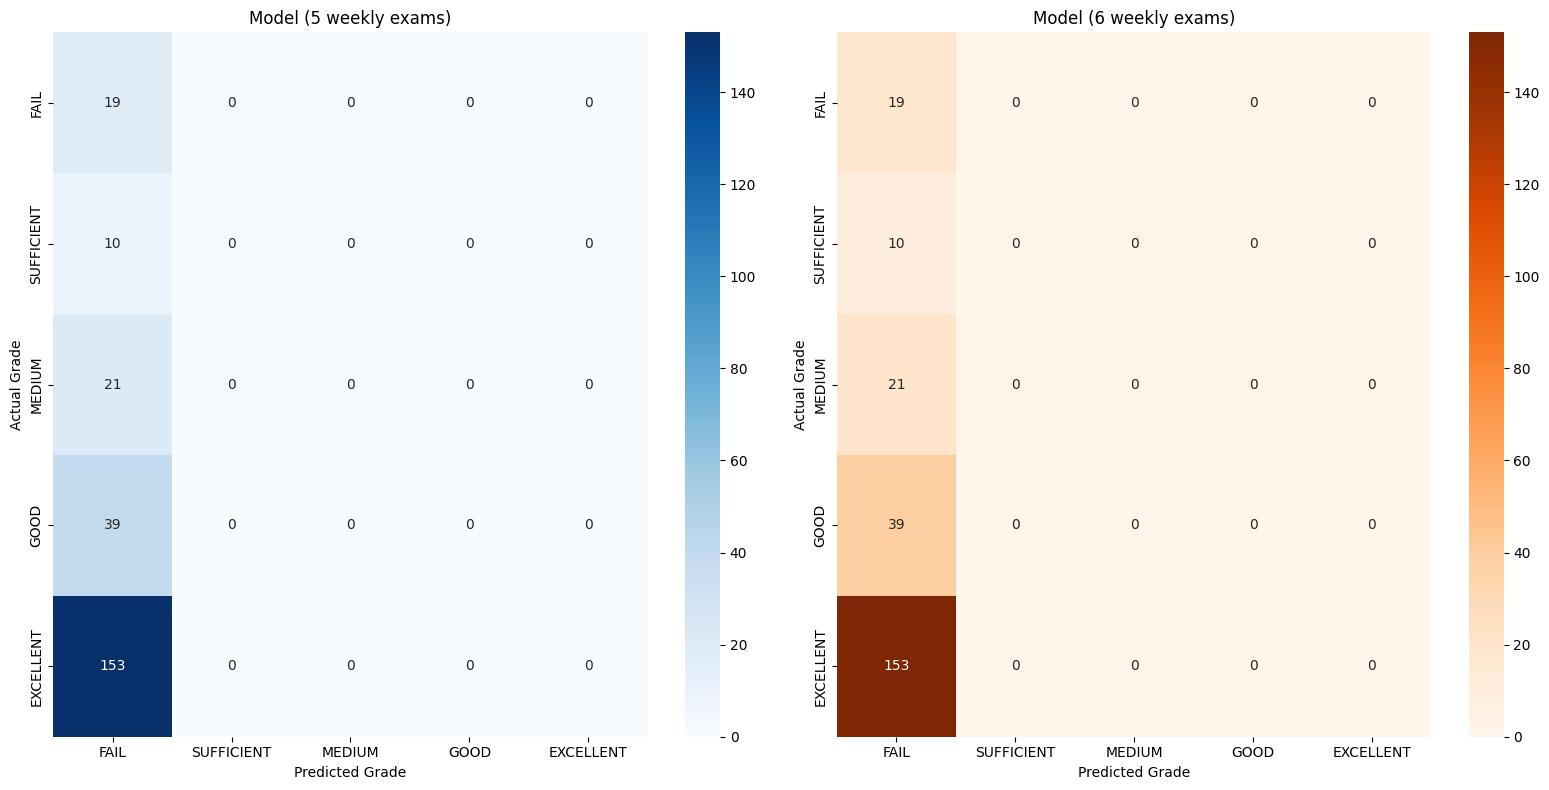 Model (5 weekly exams)
Actual Grade
FAIL
19 0 0 0 0
SUFFICIENT
10 0 0 0 0
MEDIUM
21 0 0 0 0
GOOD
39 0 0 0 0
EXCELLENT
153 0 0 0 0
FAIL SUFFICIENT MEDIUM GOOD EXCELLENT
Predicted Grade
140
120
100
80
60
40
20
0
Model (6 weekly exams)
Actual Grade
FAIL
19 0 0 0 0
SUFFICIENT
10 0 0 0 0
MEDIUM
21 0 0 0 0
GOOD
39 0 0 0 0
EXCELLENT
153 0 0 0 0
FAIL SUFFICIENT MEDIUM GOOD EXCELLENT
Predicted Grade
140
120
100
80
60
40
20
0